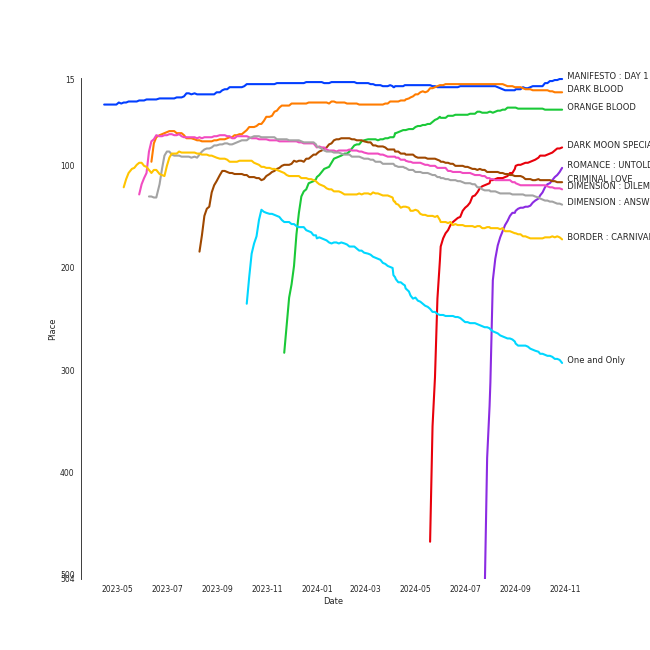 15
MANIFESTO : DAY 1
DARK BLOOD
ORANGE BLOOD
DARK MOON SPECIA
100
ROMANCE : UNTOLD
CRIMINAL LOVE
DIMENSION : DILEM
DIMENSION : ANSW
BORDER : CARNIVA
200
Place
One and Only
300
400
500
504
2023-05 2023-07 2023-09 2023-11 2024-01 2024-03 2024-05 2024-07 2024-09 2024-11
Date